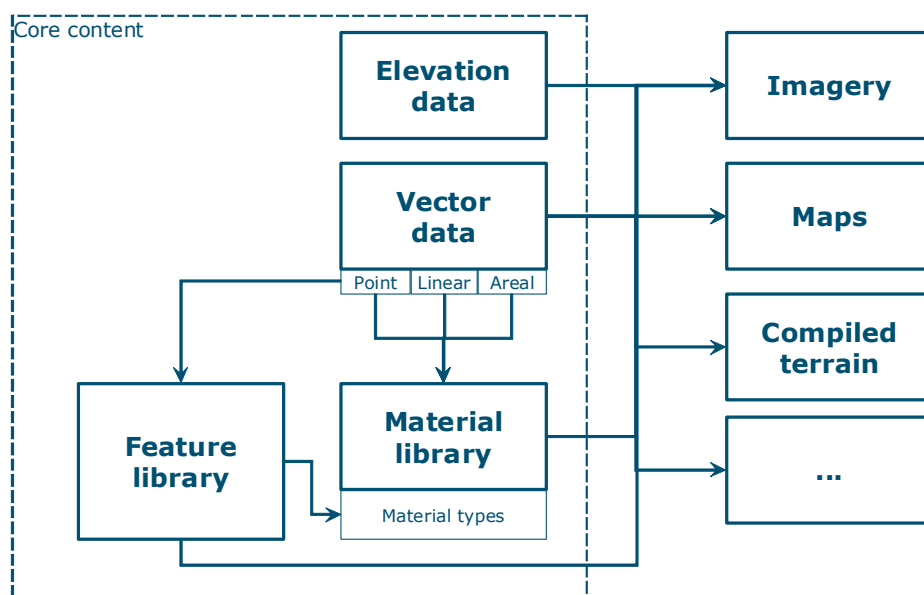 Core content
Elevation
data
Imagery
Vector
data
Maps
Point Linear Areal
Compiled
terrain
Feature
library
Material
library
...
Material types